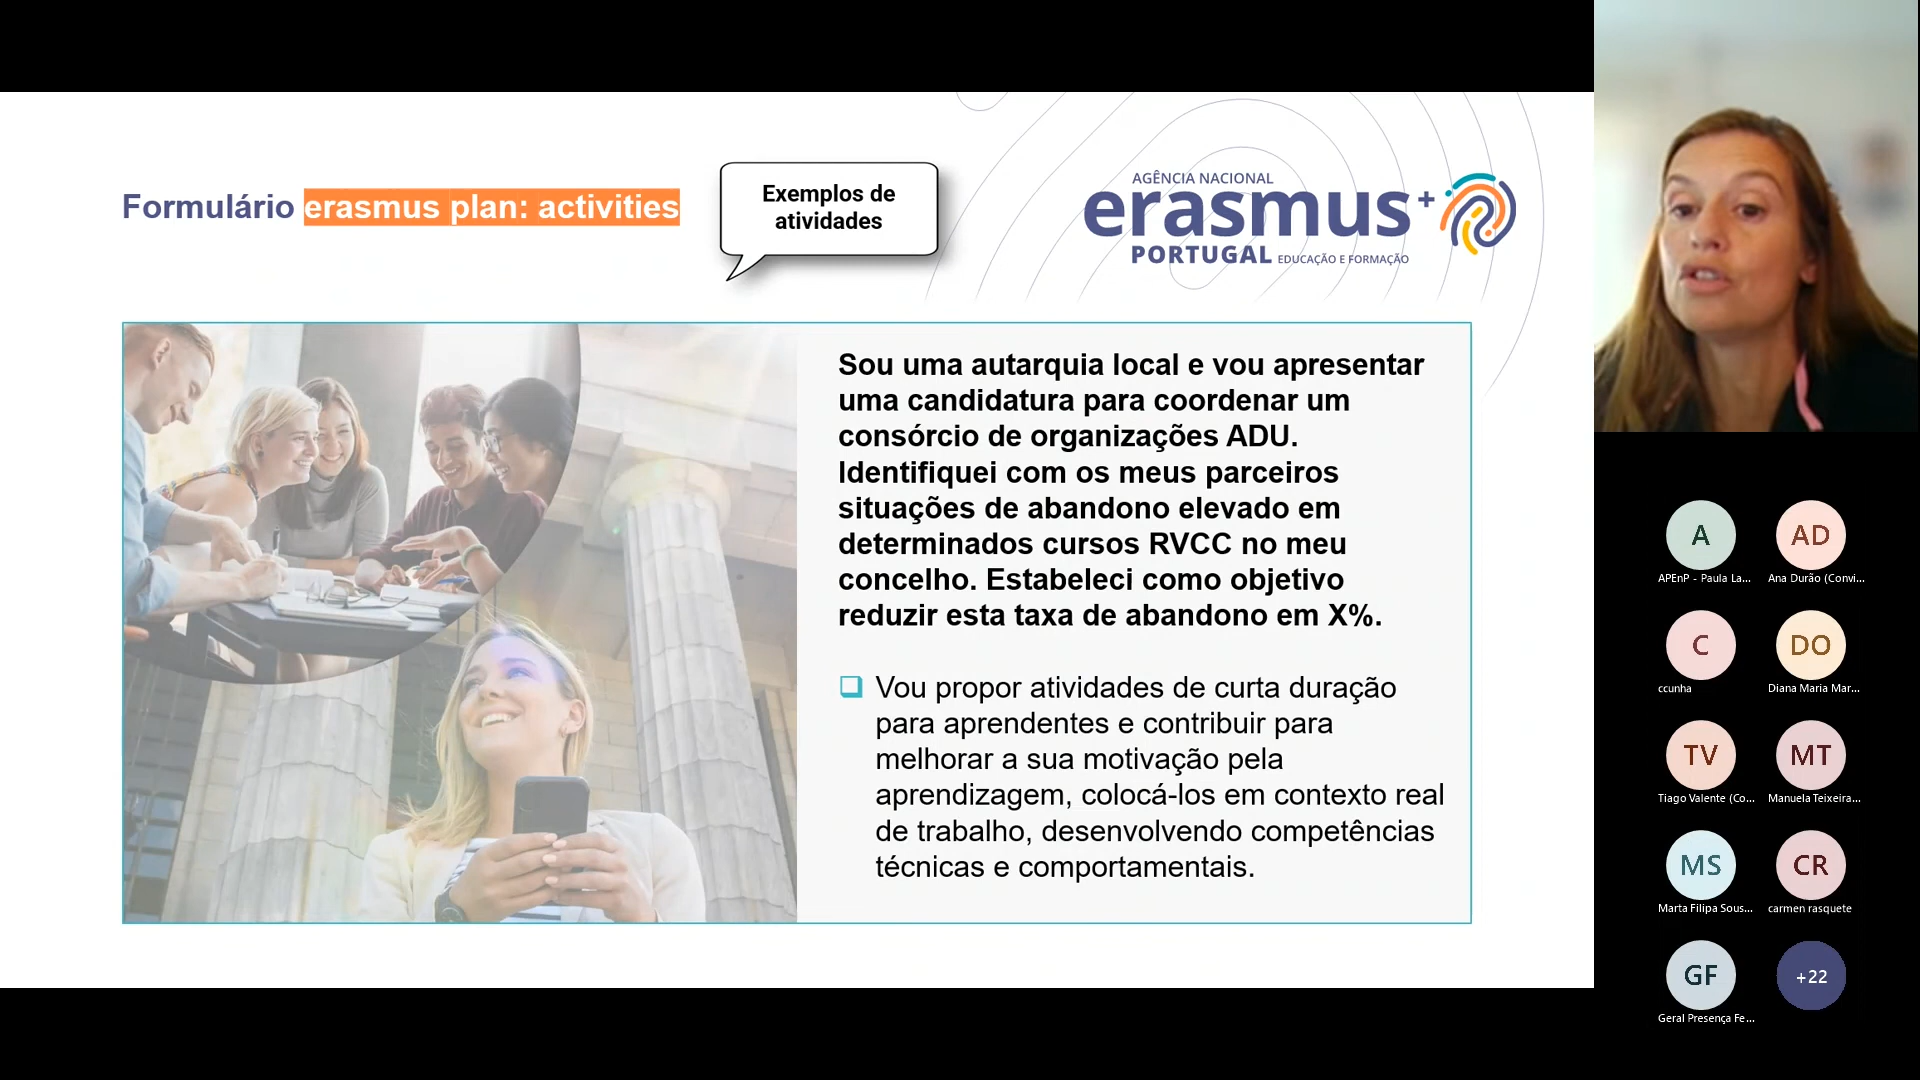 Formulário erasmus plan: activities
Exemplos de
atividades
AGÊNCIA NACIONAL
erasmus+
PORTUGAL EDUCAÇÃO E FORMAÇÃO
Sou uma autarquia local e vou apresentar
uma candidatura para coordenar um
consórcio de organizações ADU.
Identifiquei com os meus parceiros
situações de abandono elevado em
determinados cursos RVCC no meu
concelho. Estabeleci como objetivo
reduzir esta taxa de abandono em X%.
Vou propor atividades de curta duração
para aprendentes e contribuir para
melhorar a sua motivação pela
aprendizagem, colocá-los em contexto real
de trabalho, desenvolvendo competências
técnicas e comportamentais.
A AD
APEnP - Paula La... Ana Durão (Convi...
C DO
ccunha Diana Maria Mar...
TV MT
Tiago Valente (Co... Manuela Teixeira...
MS CR
Marta Filipa Sous... carmen rasquete
GF +22
Geral Presença Fe...